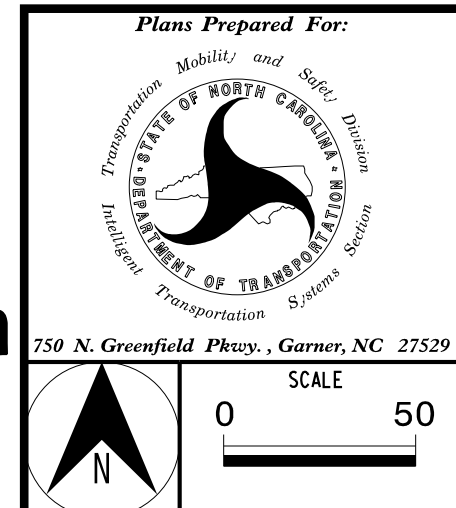 Plans Prepared For:
Transportation Mobility and Safety Division
STATE OF NORTH CAROLINA
DEPARTMENT OF TRANSPORTATION
Intelligent Transportation Systems Section
750 N. Greenfield Pkwy. , Garner, NC 27529
SCALE
0 50
N